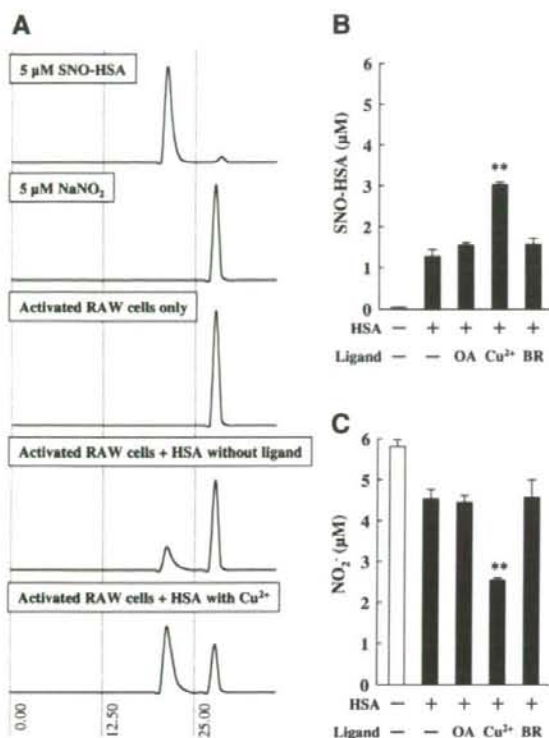 A
5 µM SNO-HSA
5 µM NaNO₂
Activated RAW cells only
Activated RAW cells + HSA without ligand
Activated RAW cells + HSA with Cu²⁺
0.00
12.50
25.00
B
SNO-HSA (µM)
6
5
4
3
2
1
0
**
HSA — + + + +
Ligand — — OA Cu²⁺ BR
C
NO₂⁻ (µM)
6
5
4
3
2
1
0
**
HSA — + + + +
Ligand — — OA Cu²⁺ BR